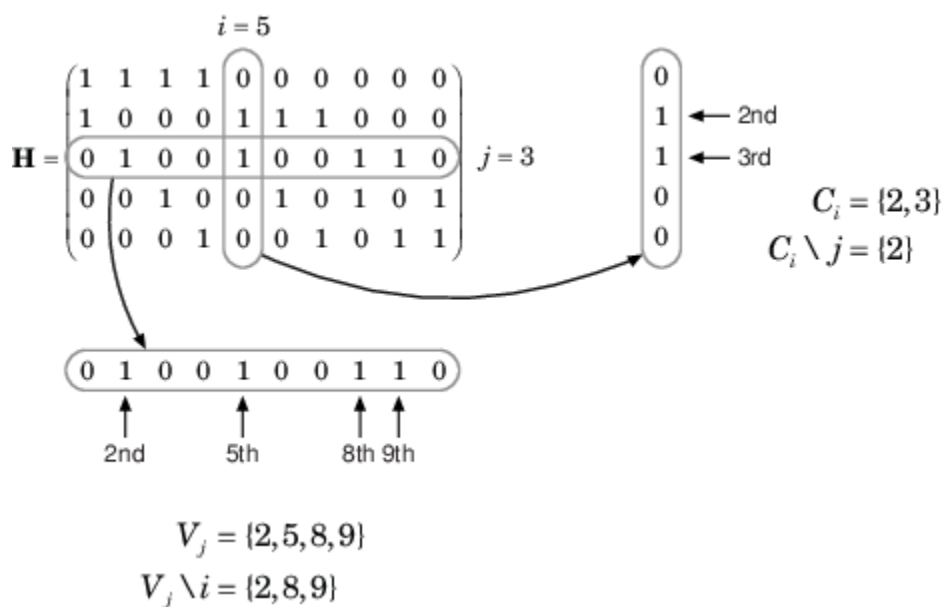 i = 5
1 1 1 1 0 0 0 0 0 0
1 0 0 0 1 1 1 0 0 0
H = 0 1 0 0 1 0 0 1 1 0 j = 3
0 0 1 0 0 1 0 1 0 1
0 0 0 1 0 0 1 0 1 1
0
1 2nd
1 3rd
0
0
C_i = {2,3}
C_i \ j = {2}
0 1 0 0 1 0 0 1 1 0
2nd 5th 8th 9th
V_j = {2,5,8,9}
V_j \ i = {2,8,9}